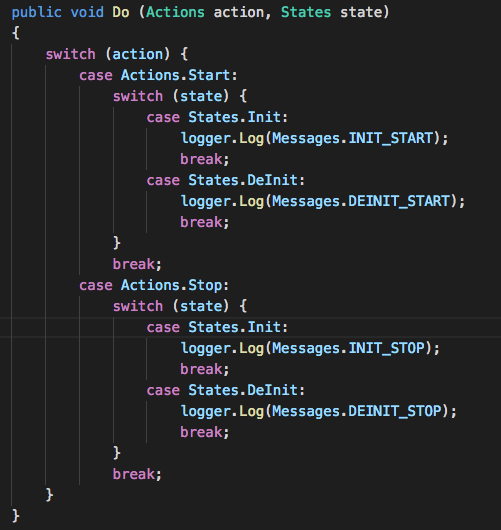 public void Do (Actions action, States state)
{
    switch (action) {
        case Actions.Start:
            switch (state) {
                case States.Init:
                    logger.Log(Messages.INIT_START);
                    break;
                case States.DeInit:
                    logger.Log(Messages.DEINIT_START);
                    break;
            }
            break;
        case Actions.Stop:
            switch (state) {
                case States.Init:
                    logger.Log(Messages.INIT_STOP);
                    break;
                case States.DeInit:
                    logger.Log(Messages.DEINIT_STOP);
                    break;
            }
            break;
    }
}